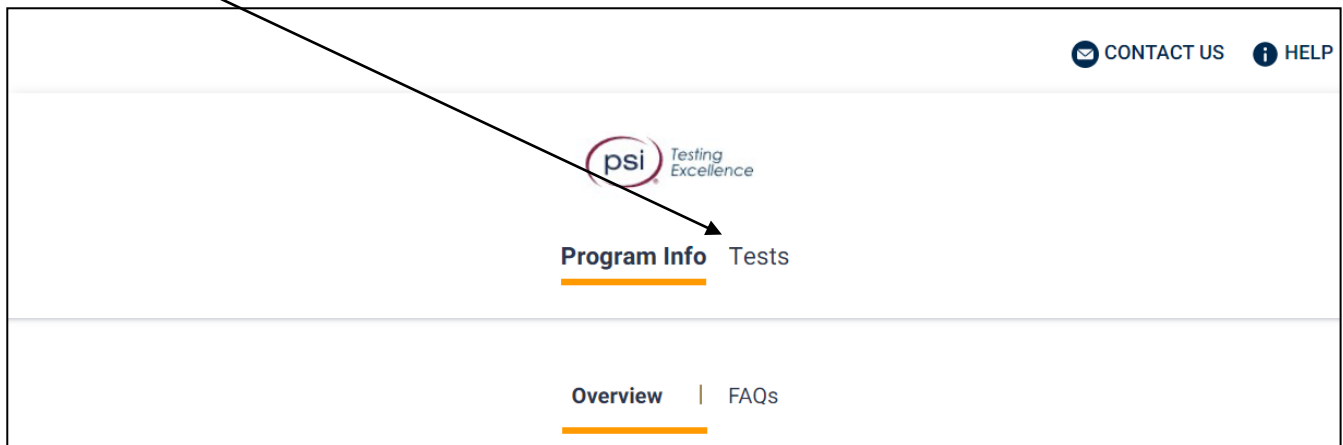 CONTACT US HELP
psi Testing
Excellence
Program Info Tests
Overview | FAQs